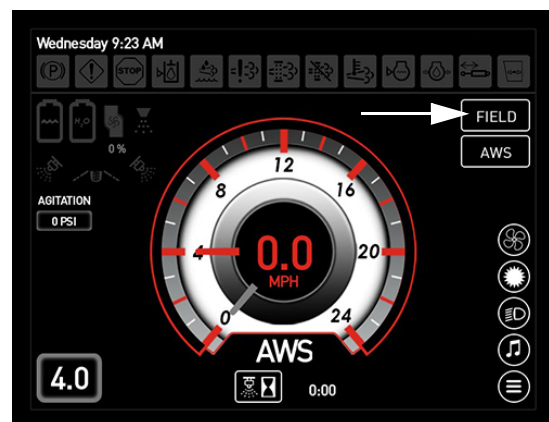 Wednesday 9:23 AM
(P)
STOP
FIELD
H₂O
0 %
AWS
AGITATION
0 PSI
0
4
8
12
16
20
24
0.0
MPH
AWS
4.0
0:00